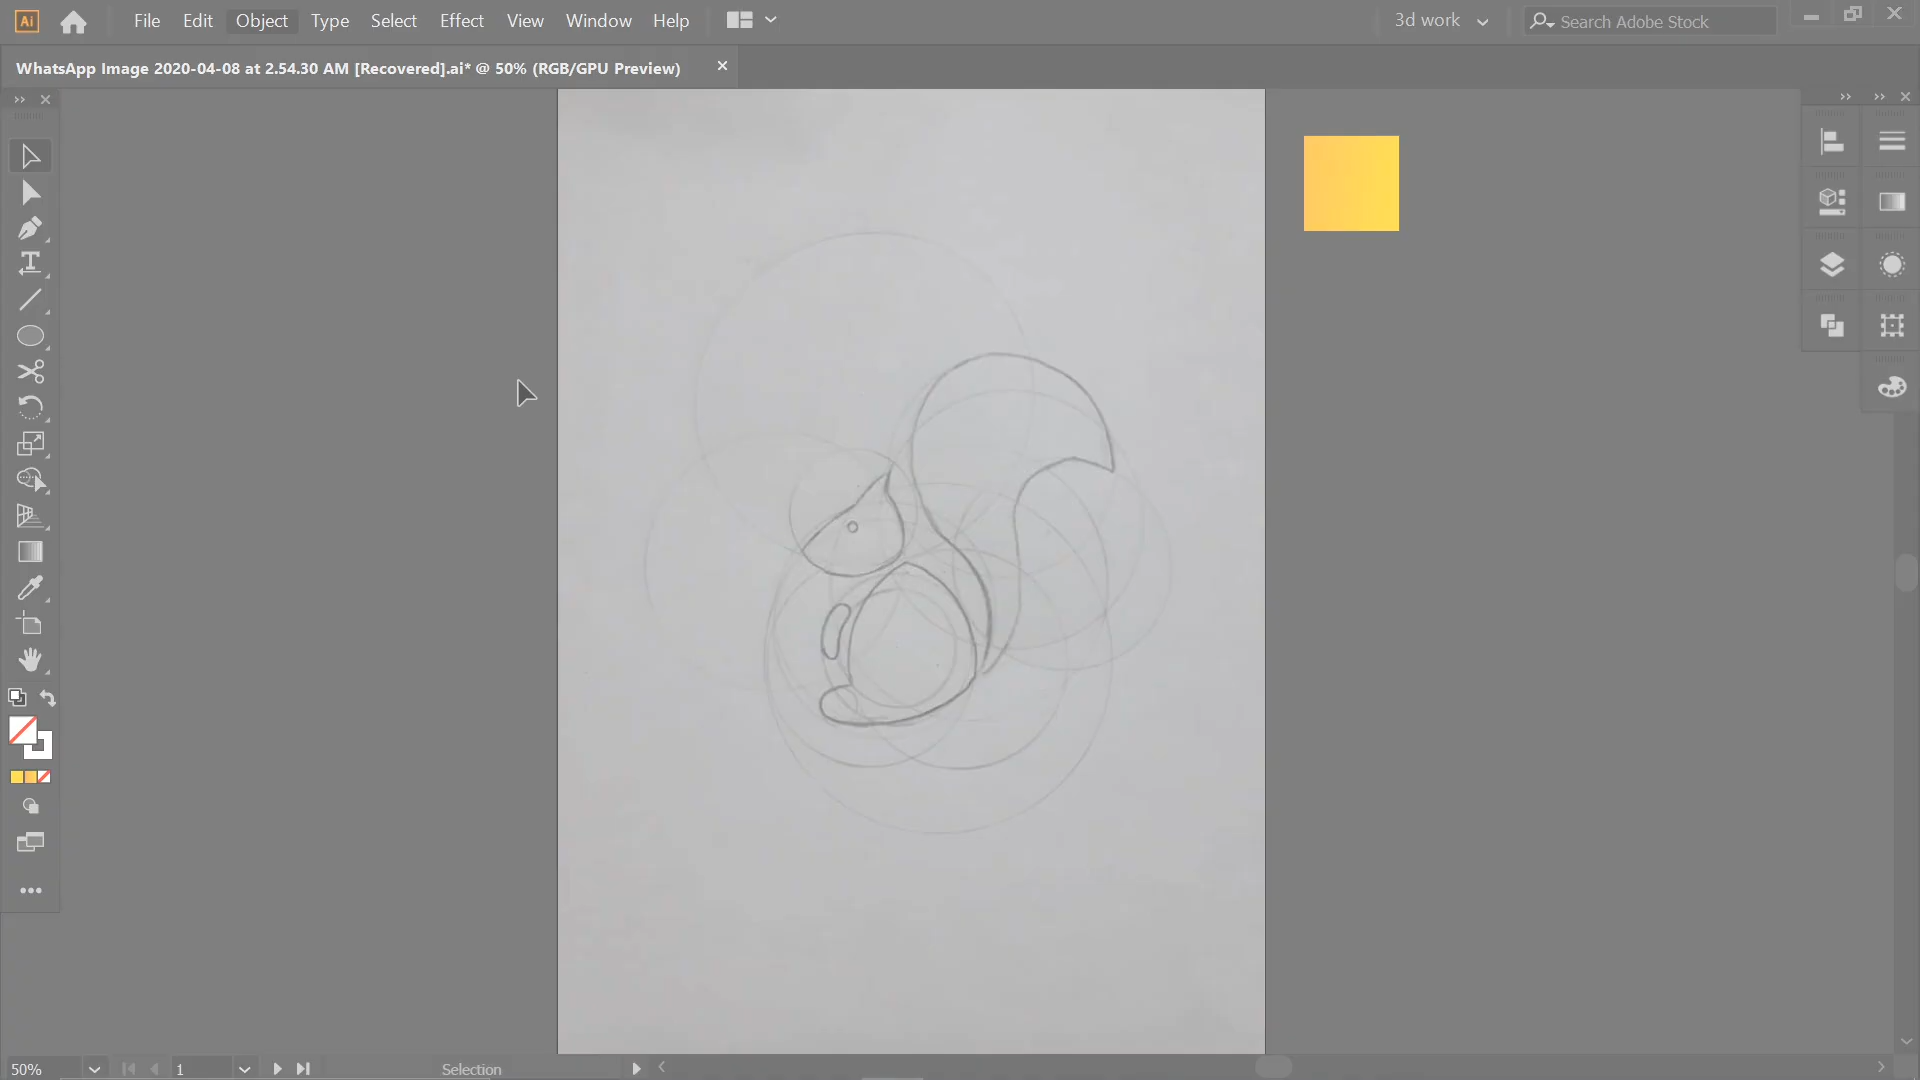 Ai File Edit Object Type Select Effect View Window Help 3d work Search Adobe Stock
WhatsApp Image 2020-04-08 at 2.54.30 AM [Recovered].ai* @ 50% (RGB/GPU Preview)
50% 1 Selection